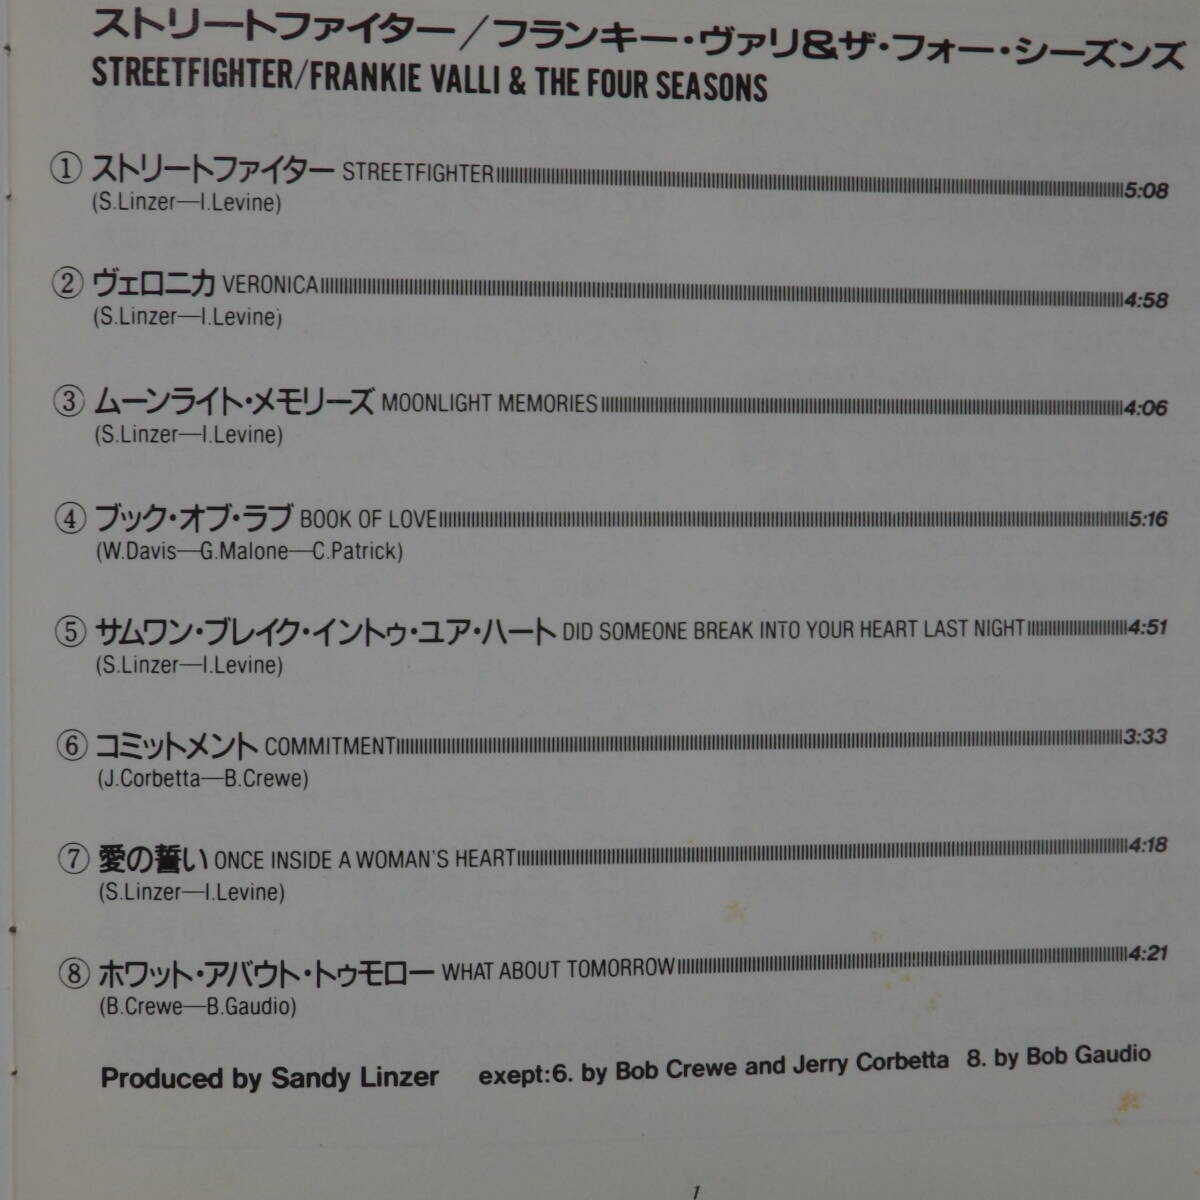 ストリートファイター/フランキー・ヴァリ&ザ・フォー・シーズンズ
STREETFIGHTER/FRANKIE VALLI & THE FOUR SEASONS
① ストリートファイター STREETFIGHTER 5:08
(S.Linzer—I.Levine)
② ヴェロニカ VERONICA 4:58
(S.Linzer—I.Levine)
③ ムーンライト・メモリーズ MOONLIGHT MEMORIES 4:06
(S.Linzer—I.Levine)
④ ブック・オブ・ラブ BOOK OF LOVE 5:16
(W.Davis—G.Malone—C.Patrick)
⑤ サムワン・ブレイク・イントゥ・ユア・ハート DID SOMEONE BREAK INTO YOUR HEART LAST NIGHT 4:51
(S.Linzer—I.Levine)
⑥ コミットメント COMMITMENT 3:33
(J.Corbetta—B.Crewe)
⑦ 愛の誓い ONCE INSIDE A WOMAN'S HEART 4:18
(S.Linzer—I.Levine)
⑧ ホワット・アバウト・トゥモロー WHAT ABOUT TOMORROW 4:21
(B.Crewe—B.Gaudio)
Produced by Sandy Linzer exept:6. by Bob Crewe and Jerry Corbetta 8. by Bob Gaudio
1